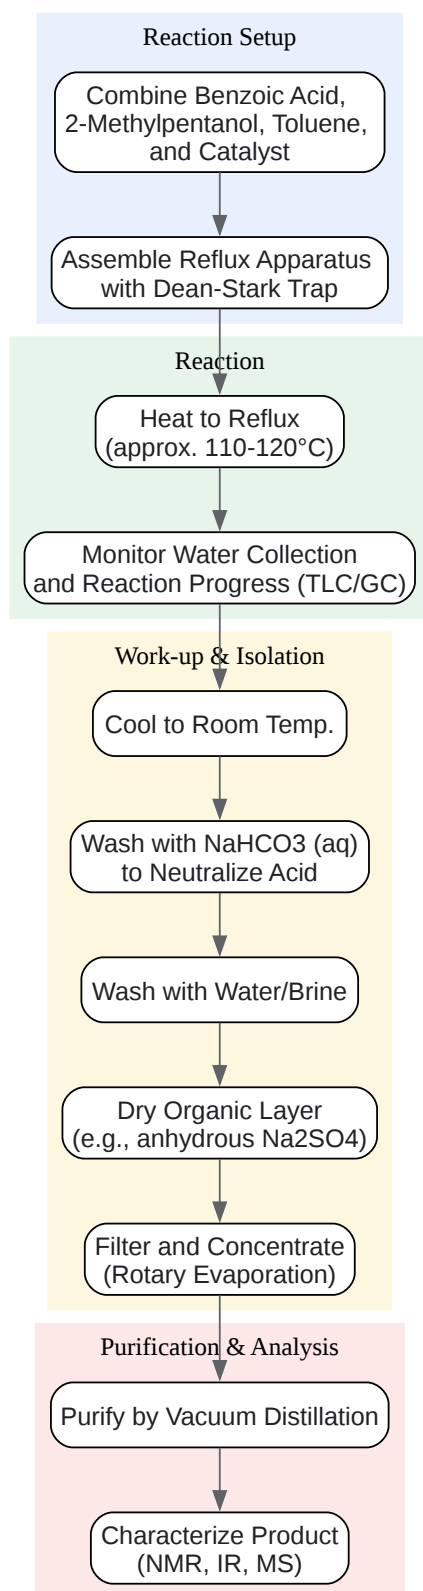 Reaction Setup
Combine Benzoic Acid,
2-Methylpentanol, Toluene,
and Catalyst
Assemble Reflux Apparatus
with Dean-Stark Trap
Reaction
Heat to Reflux
(approx. 110-120°C)
Monitor Water Collection
and Reaction Progress (TLC/GC)
Work-up & Isolation
Cool to Room Temp.
Wash with NaHCO3 (aq)
to Neutralize Acid
Wash with Water/Brine
Dry Organic Layer
(e.g., anhydrous Na2SO4)
Filter and Concentrate
(Rotary Evaporation)
Purification & Analysis
Purify by Vacuum Distillation
Characterize Product
(NMR, IR, MS)